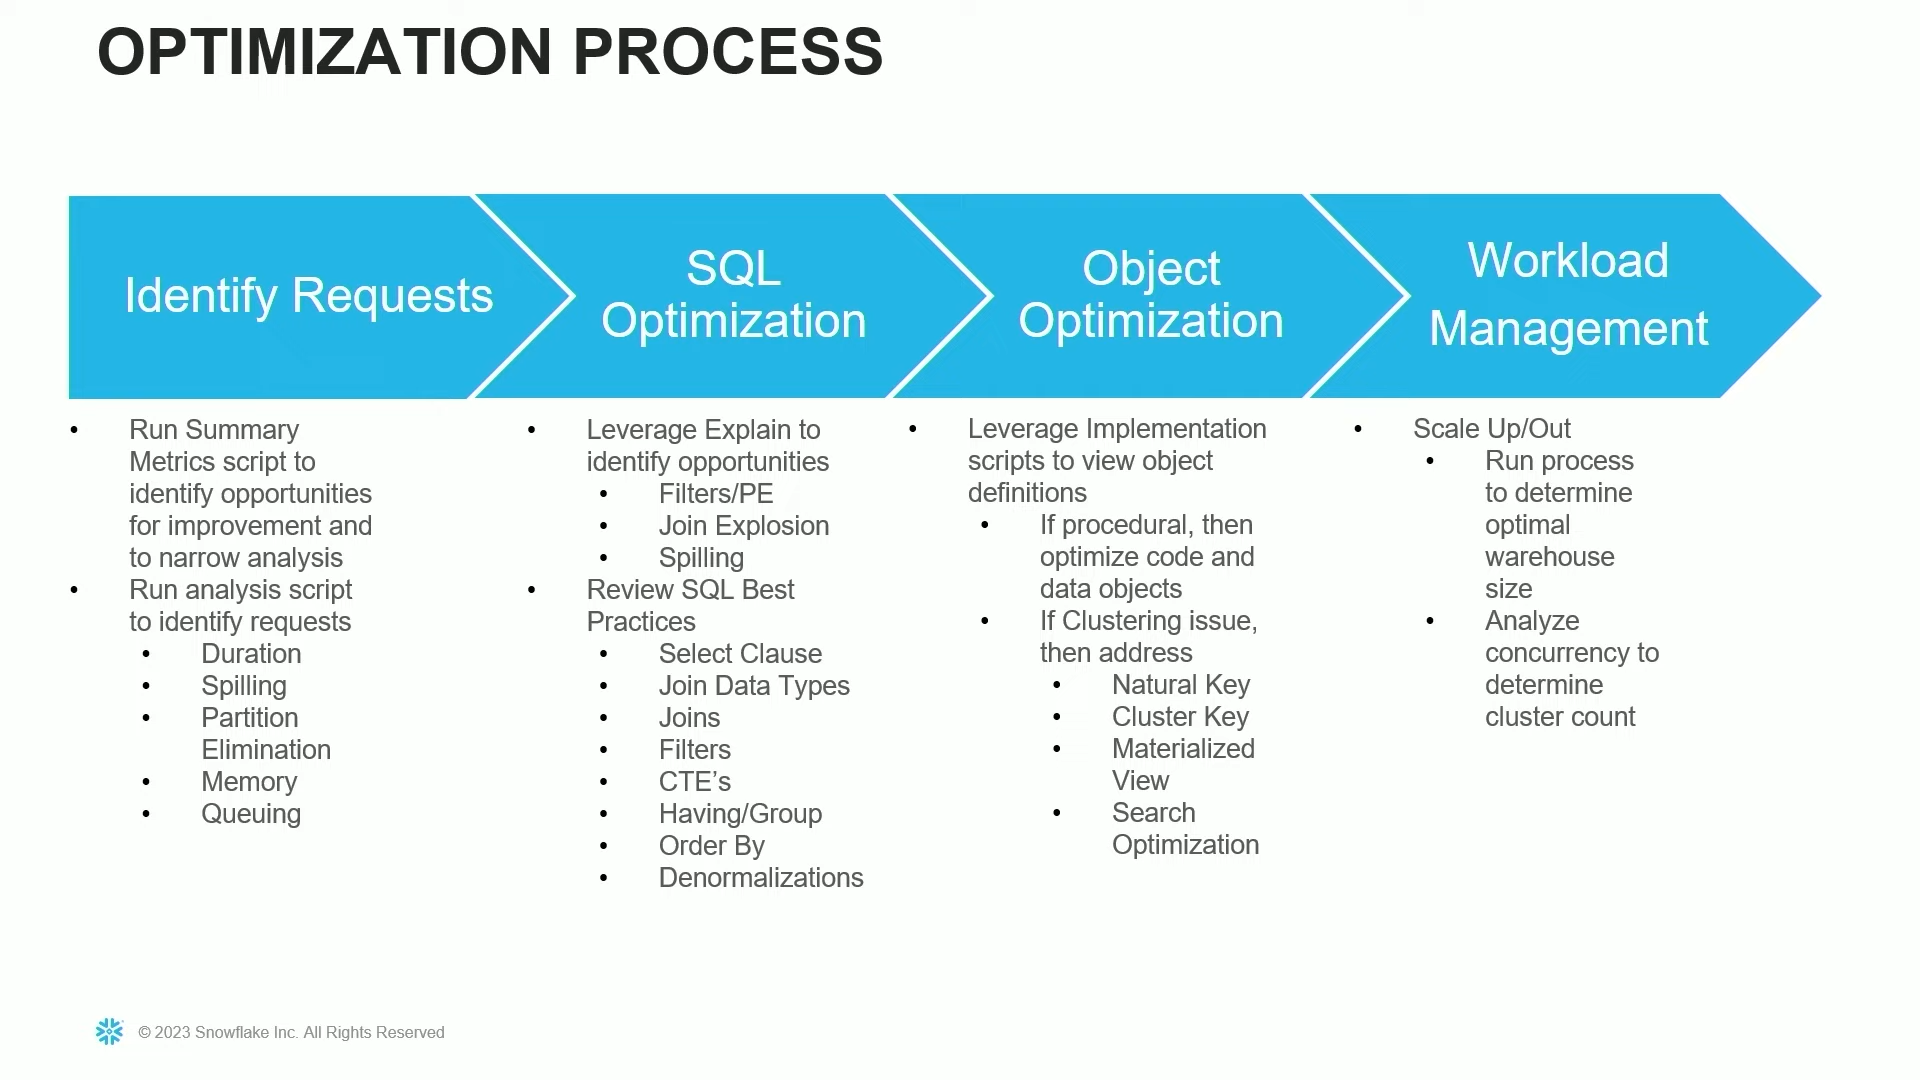 OPTIMIZATION PROCESS
Identify Requests
SQL
Optimization
Object
Optimization
Workload
Management
• Run Summary
Metrics script to
identify opportunities
for improvement and
to narrow analysis
• Run analysis script
to identify requests
• Duration
• Spilling
• Partition
Elimination
• Memory
• Queuing
• Leverage Explain to
identify opportunities
• Filters/PE
• Join Explosion
• Spilling
• Review SQL Best
Practices
• Select Clause
• Join Data Types
• Joins
• Filters
• CTE’s
• Having/Group
• Order By
• Denormalizations
• Leverage Implementation
scripts to view object
definitions
• If procedural, then
optimize code and
data objects
• If Clustering issue,
then address
• Natural Key
• Cluster Key
• Materialized
View
• Search
Optimization
• Scale Up/Out
• Run process
to determine
optimal
warehouse
size
• Analyze
concurrency to
determine
cluster count
© 2023 Snowflake Inc. All Rights Reserved